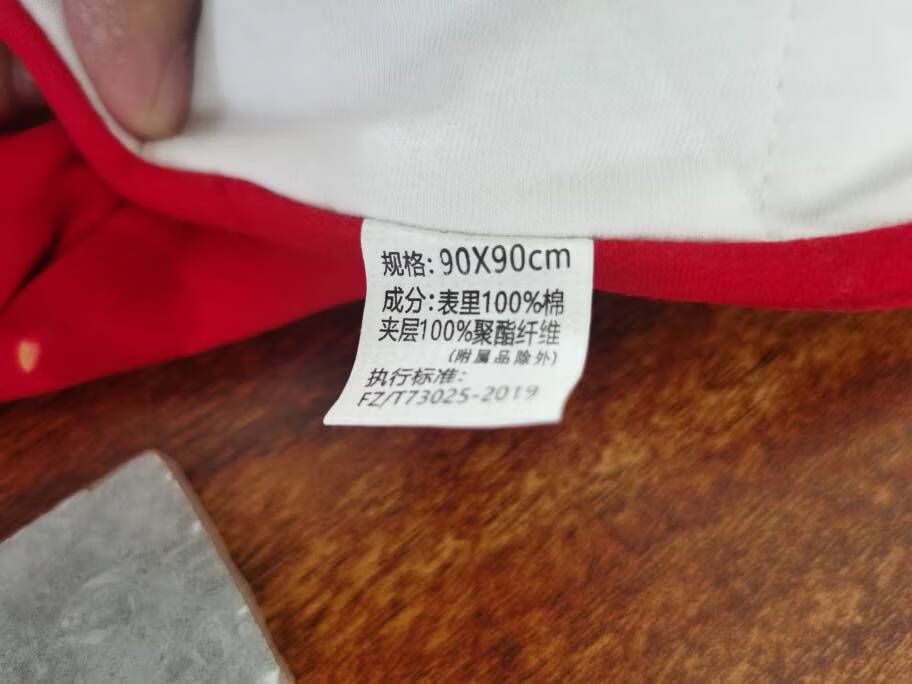 规格：90X90cm
成分：表里100%棉
夹层100%聚酯纤维
(附属品除外)
执行标准：
FZ/T73025-2019